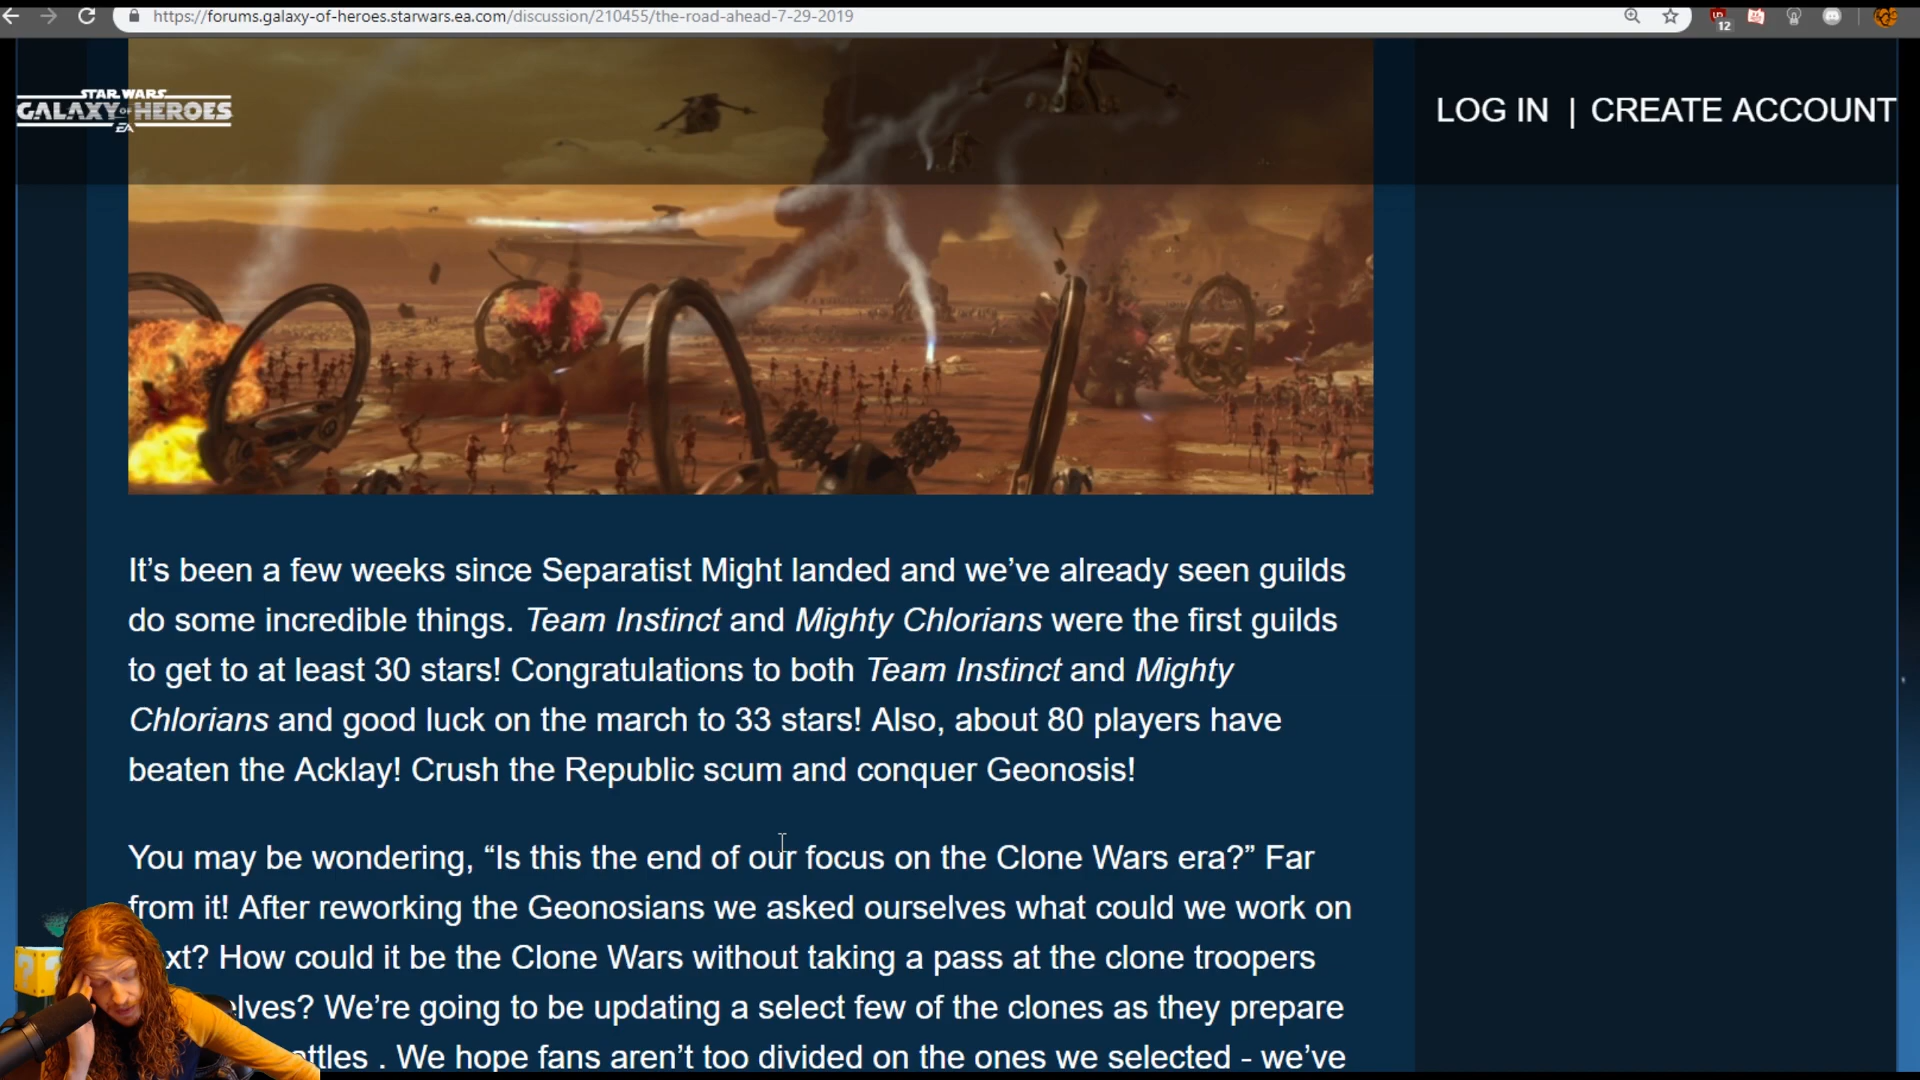 https://forums.galaxy-of-heroes.starwars.ea.com/discussion/210455/the-road-ahead-7-29-2019
12
STAR WARS
GALAXY OF HEROES
EA
LOG IN | CREATE ACCOUNT
It’s been a few weeks since Separatist Might landed and we’ve already seen guilds
do some incredible things. Team Instinct and Mighty Chlorians were the first guilds
to get to at least 30 stars! Congratulations to both Team Instinct and Mighty
Chlorians and good luck on the march to 33 stars! Also, about 80 players have
beaten the Acklay! Crush the Republic scum and conquer Geonosis!
You may be wondering, “Is this the end of our focus on the Clone Wars era?” Far
from it! After reworking the Geonosians we asked ourselves what could we work on
xt? How could it be the Clone Wars without taking a pass at the clone troopers
elves? We’re going to be updating a select few of the clones as they prepare
attles . We hope fans aren’t too divided on the ones we selected - we’ve